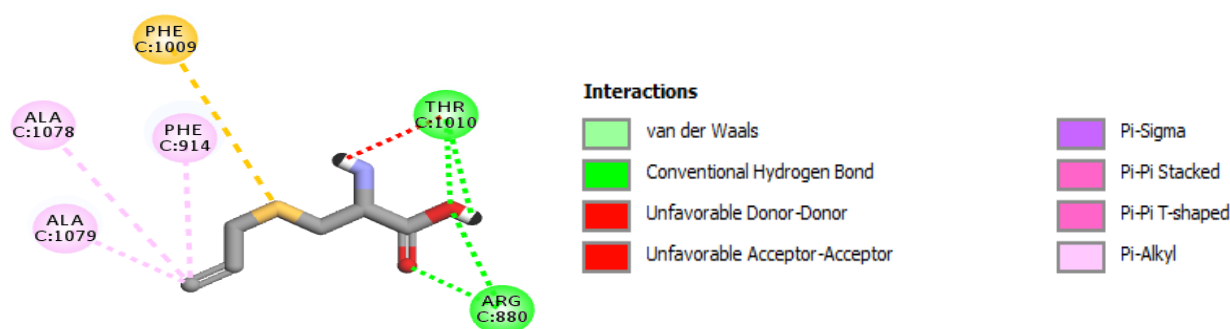 PHE
C:1009
ALA
C:1078
PHE
C:914
THR
C:1010
ALA
C:1079
ARG
C:880
Interactions
van der Waals
Conventional Hydrogen Bond
Unfavorable Donor-Donor
Unfavorable Acceptor-Acceptor
Pi-Sigma
Pi-Pi Stacked
Pi-Pi T-shaped
Pi-Alkyl